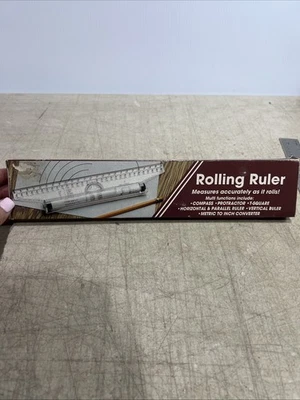 Rolling Ruler
Measures accurately as it rolls!
Multi functions include:
• COMPASS • PROTRACTOR • T-SQUARE
• HORIZONTAL & PARALLEL RULER • VERTICAL RULER
• METRIC TO INCH CONVERTER